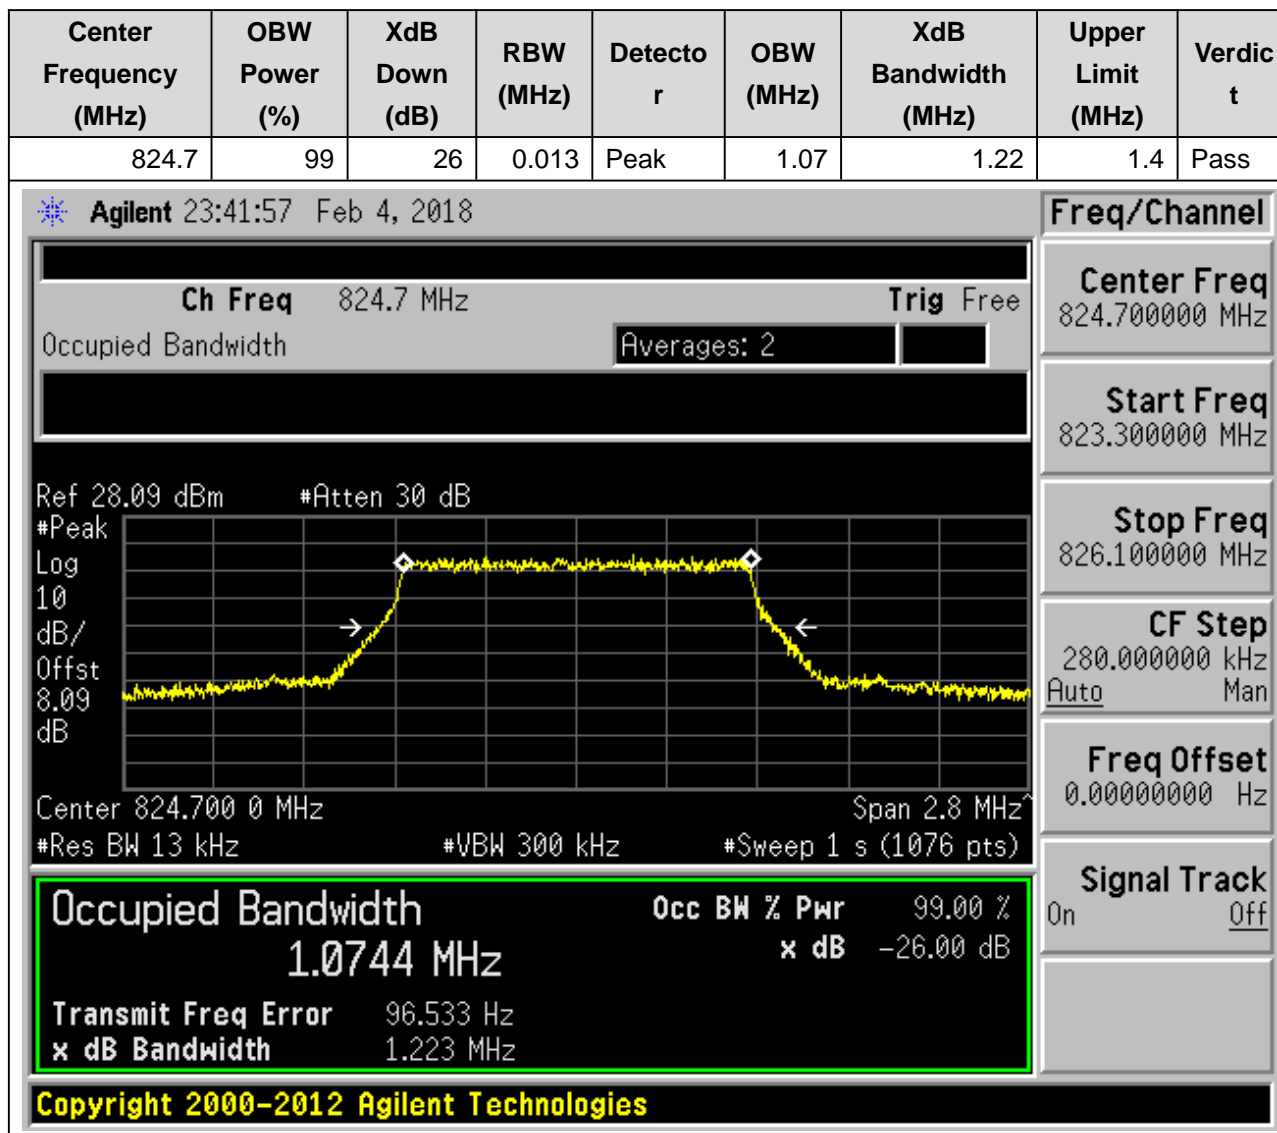 Center Frequency (MHz) OBW Power (%) XdB Down (dB) RBW (MHz) Detector OBW (MHz) XdB Bandwidth (MHz) Upper Limit (MHz) Verdict
824.7 99 26 0.013 Peak 1.07 1.22 1.4 Pass
Agilent 23:41:57 Feb 4, 2018
Ch Freq 824.7 MHz Trig Free
Occupied Bandwidth Averages: 2
Ref 28.09 dBm #Atten 30 dB
#Peak
Log
10
dB/
Offst
8.09
dB
Center 824.700 0 MHz Span 2.8 MHz^
#Res BW 13 kHz #VBW 300 kHz #Sweep 1 s (1076 pts)
Occupied Bandwidth Occ BW % Pwr 99.00 %
1.0744 MHz x dB -26.00 dB
Transmit Freq Error 96.533 Hz
x dB Bandwidth 1.223 MHz
Copyright 2000-2012 Agilent Technologies
Freq/Channel
Center Freq
824.700000 MHz
Start Freq
823.300000 MHz
Stop Freq
826.100000 MHz
CF Step
280.000000 kHz
Auto Man
Freq Offset
0.00000000 Hz
Signal Track
On Off